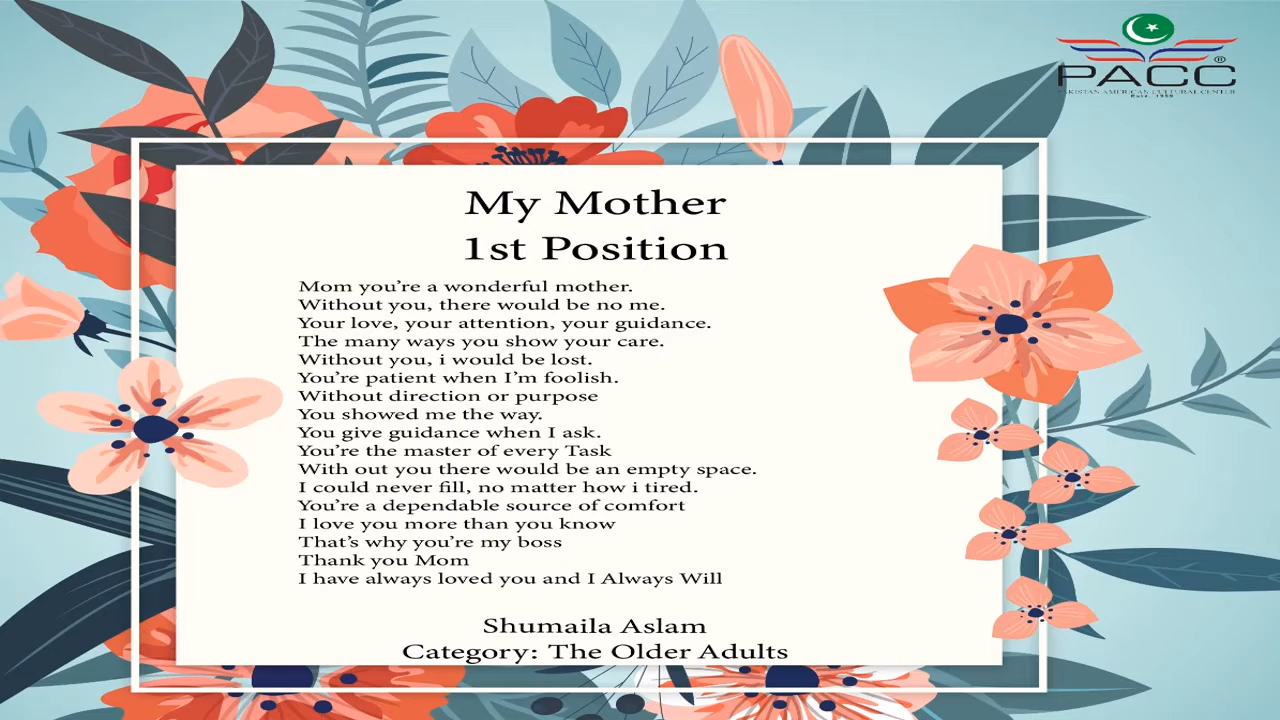 PACC®
PAKISTAN AMERICAN CULTURAL CENTER
Estd. 1959
My Mother
1st Position
Mom you’re a wonderful mother.
Without you, there would be no me.
Your love, your attention, your guidance.
The many ways you show your care.
Without you, i would be lost.
You’re patient when I’m foolish.
Without direction or purpose
You showed me the way.
You give guidance when I ask.
You’re the master of every Task
With out you there would be an empty space.
I could never fill, no matter how i tired.
You’re a dependable source of comfort
I love you more than you know
That’s why you’re my boss
Thank you Mom
I have always loved you and I Always Will
Shumaila Aslam
Category: The Older Adults